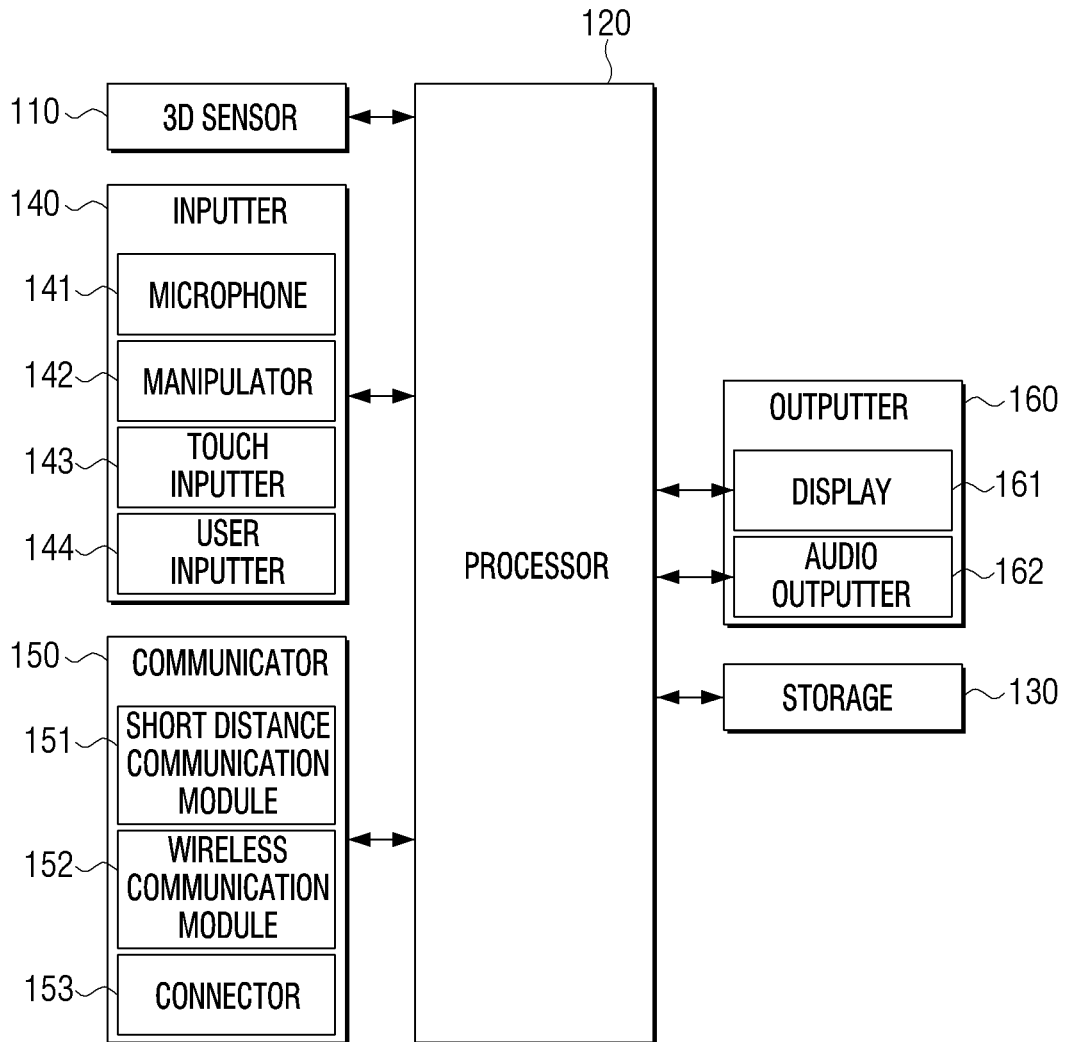 120
110
3D SENSOR
140
INPUTTER
141
MICROPHONE
142
MANIPULATOR
143
TOUCH
INPUTTER
144
USER
INPUTTER
150
COMMUNICATOR
151
SHORT DISTANCE
COMMUNICATION
MODULE
152
WIRELESS
COMMUNICATION
MODULE
153
CONNECTOR
PROCESSOR
OUTPUTTER
160
DISPLAY
161
AUDIO
OUTPUTTER
162
STORAGE
130